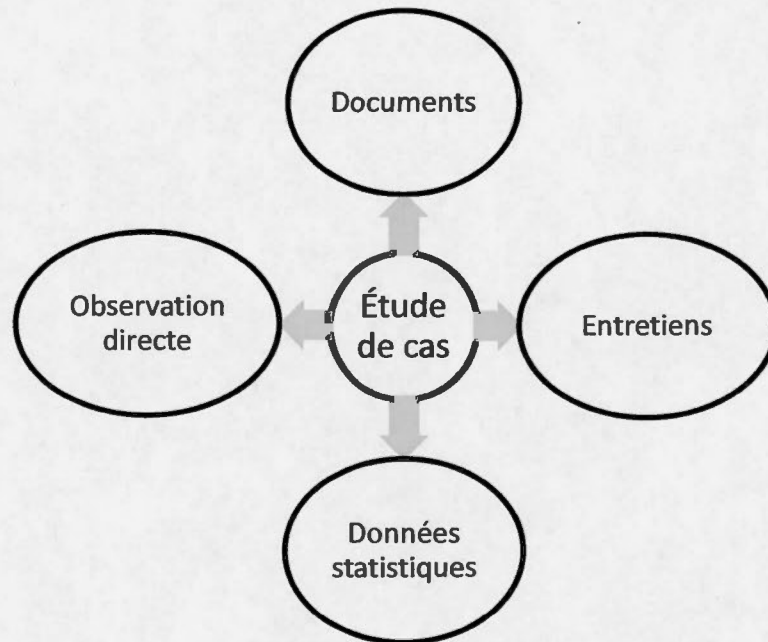 Documents
Observation
directe
Étude
de cas
Entretiens
Données
statistiques